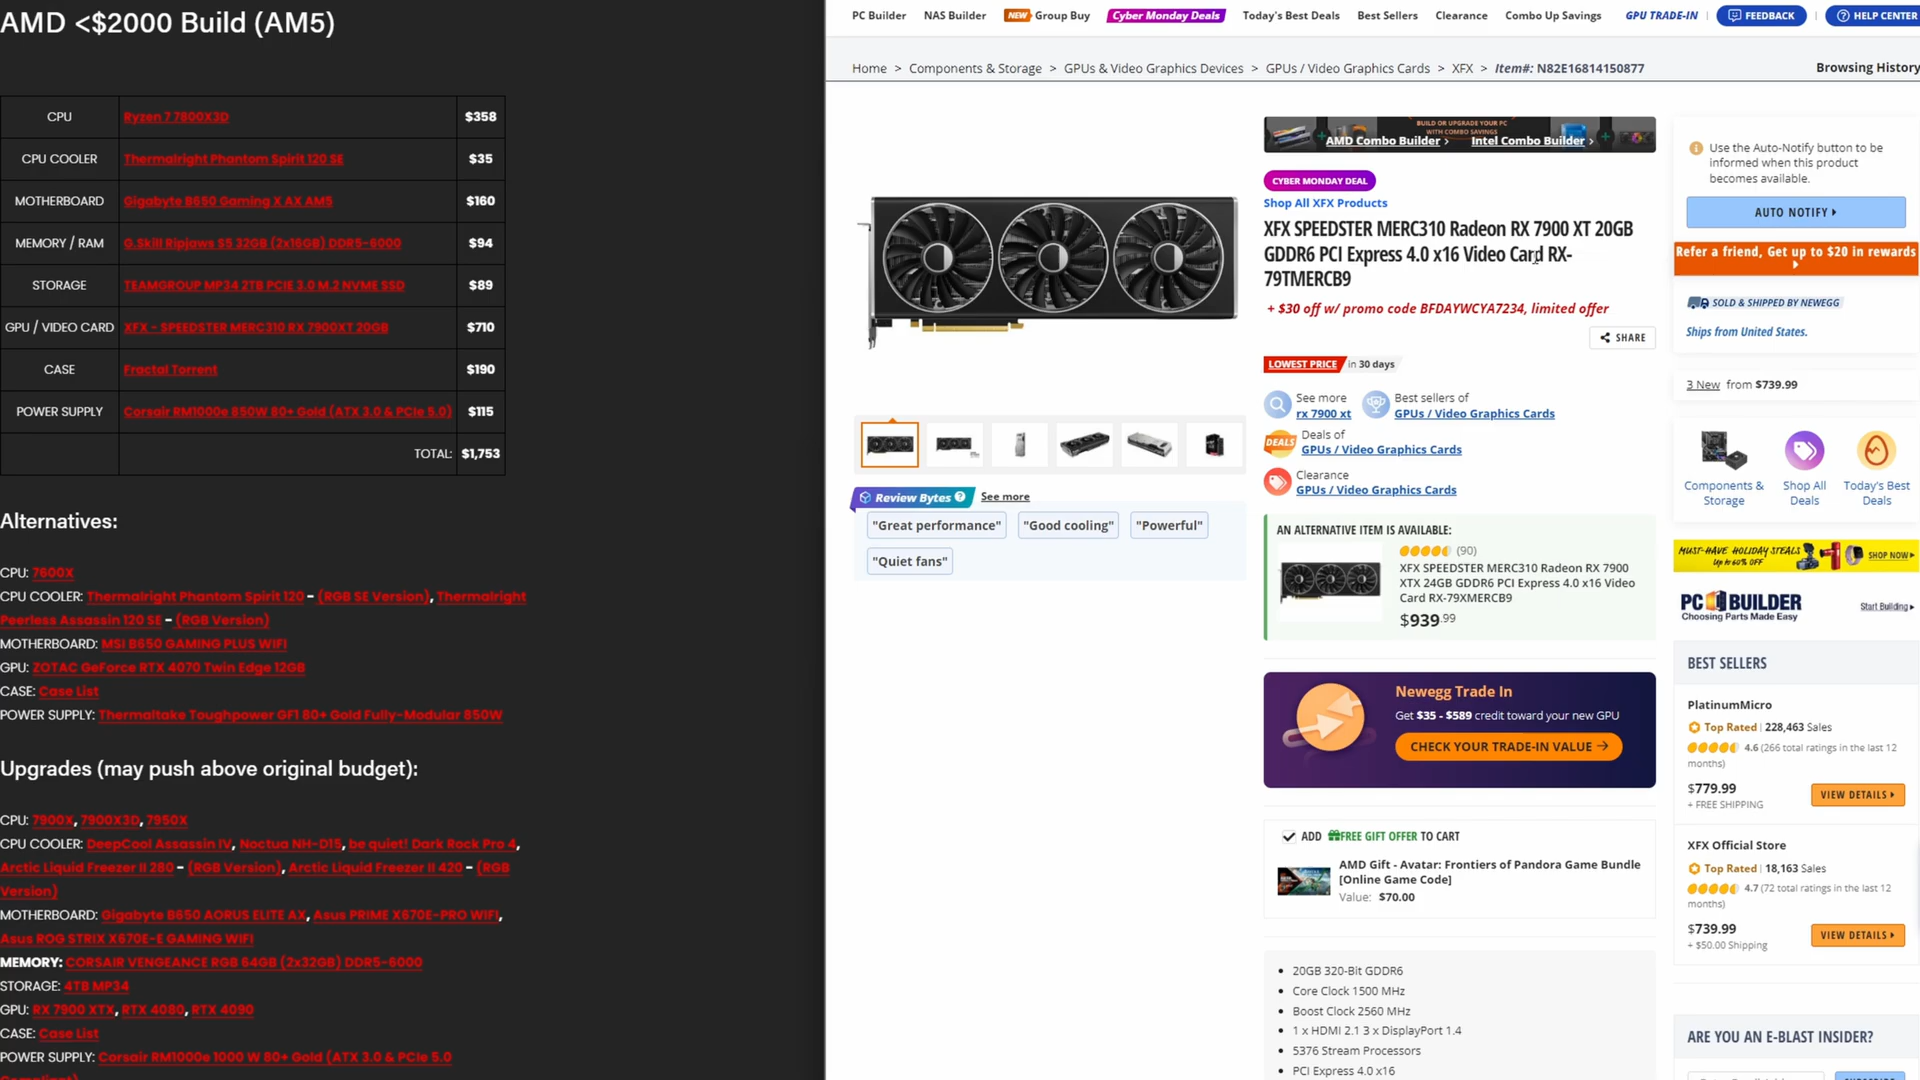 AMD <$2000 Build (AM5)
CPU Ryzen 7 7800X3D $358
CPU COOLER Thermalright Phantom Spirit 120 SE $35
MOTHERBOARD Gigabyte B650 Gaming X AX AM5 $160
MEMORY / RAM G.Skill Ripjaws S5 32GB (2x16GB) DDR5-6000 $94
STORAGE TEAMGROUP MP34 2TB PCIE 3.0 M.2 NVME SSD $89
GPU / VIDEO CARD XFX - SPEEDSTER MERC310 RX 7900XT 20GB $710
CASE Fractal Torrent $190
POWER SUPPLY Corsair RM1000e 850W 80+ Gold (ATX 3.0 & PCIe 5.0) $115
TOTAL: $1,753
Alternatives:
CPU: 7600X
CPU COOLER: Thermalright Phantom Spirit 120 - (RGB SE Version), Thermalright
Peerless Assassin 120 SE - (RGB Version)
MOTHERBOARD: MSI B650 GAMING PLUS WIFI
GPU: ZOTAC GeForce RTX 4070 Twin Edge 12GB
CASE: Case List
POWER SUPPLY: Thermaltake Toughpower GF1 80+ Gold Fully-Modular 850W
Upgrades (may push above original budget):
CPU: 7900X, 7900X3D, 7950X
CPU COOLER: DeepCool Assassin IV, Noctua NH-D15, be quiet! Dark Rock Pro 4,
Arctic Liquid Freezer II 280 - (RGB Version), Arctic Liquid Freezer II 420 - (RGB
Version)
MOTHERBOARD: Gigabyte B650 AORUS ELITE AX, Asus PRIME X670E-PRO WIFI,
Asus ROG STRIX X670E-E GAMING WIFI
MEMORY: CORSAIR VENGEANCE RGB 64GB (2x32GB) DDR5-6000
STORAGE: 4TB MP34
GPU: RX 7900 XTX, RTX 4080, RTX 4090
CASE: Case List
POWER SUPPLY: Corsair RM1000e 1000 W 80+ Gold (ATX 3.0 & PCIe 5.0
PC Builder NAS Builder NEW Group Buy Cyber Monday Deals Today's Best Deals Best Sellers Clearance Combo Up Savings GPU TRADE-IN FEEDBACK HELP CENTER
Home > Components & Storage > GPUs & Video Graphics Devices > GPUs / Video Graphics Cards > XFX > Item#: N82E16814150877
Browsing History
BUILD OR UPGRADE YOUR PC
WITH COMBO SAVINGS
AMD Combo Builder > Intel Combo Builder >
CYBER MONDAY DEAL
Shop All XFX Products
XFX SPEEDSTER MERC310 Radeon RX 7900 XT 20GB
GDDR6 PCI Express 4.0 x16 Video Card RX-
79TMERCB9
+ $30 off w/ promo code BFDAYWCYA7234, limited offer
SHARE
LOWEST PRICE in 30 days
See more
rx 7900 xt
Best sellers of
GPUs / Video Graphics Cards
DEALS
Deals of
GPUs / Video Graphics Cards
Clearance
GPUs / Video Graphics Cards
Review Bytes ? See more
"Great performance" "Good cooling" "Powerful"
"Quiet fans"
AN ALTERNATIVE ITEM IS AVAILABLE:
(90)
XFX SPEEDSTER MERC310 Radeon RX 7900
XTX 24GB GDDR6 PCI Express 4.0 x16 Video
Card RX-79XMERCB9
$939.99
Newegg Trade In
Get $35 - $589 credit toward your new GPU
CHECK YOUR TRADE-IN VALUE →
ADD FREE GIFT OFFER TO CART
AMD Gift - Avatar: Frontiers of Pandora Game Bundle
[Online Game Code]
Value: $70.00
• 20GB 320-Bit GDDR6
• Core Clock 1500 MHz
• Boost Clock 2560 MHz
• 1 x HDMI 2.1 3 x DisplayPort 1.4
• 5376 Stream Processors
• PCI Express 4.0 x16
Use the Auto-Notify button to be
informed when this product
becomes available.
AUTO NOTIFY
Refer a friend, Get up to $20 in rewards
SOLD & SHIPPED BY NEWEGG
Ships from United States.
3 New from $739.99
Components &
Storage
Shop All
Deals
Today's Best
Deals
MUST-HAVE HOLIDAY STEALS
Up to 60% OFF
SHOP NOW
PC BUILDER
Choosing Parts Made Easy
Start Building
BEST SELLERS
PlatinumMicro
Top Rated | 228,463 Sales
4.6 (266 total ratings in the last 12
months)
$779.99
+ FREE SHIPPING
VIEW DETAILS
XFX Official Store
Top Rated | 18,163 Sales
4.7 (72 total ratings in the last 12
months)
$739.99
+ $50.00 Shipping
VIEW DETAILS
ARE YOU AN E-BLAST INSIDER?